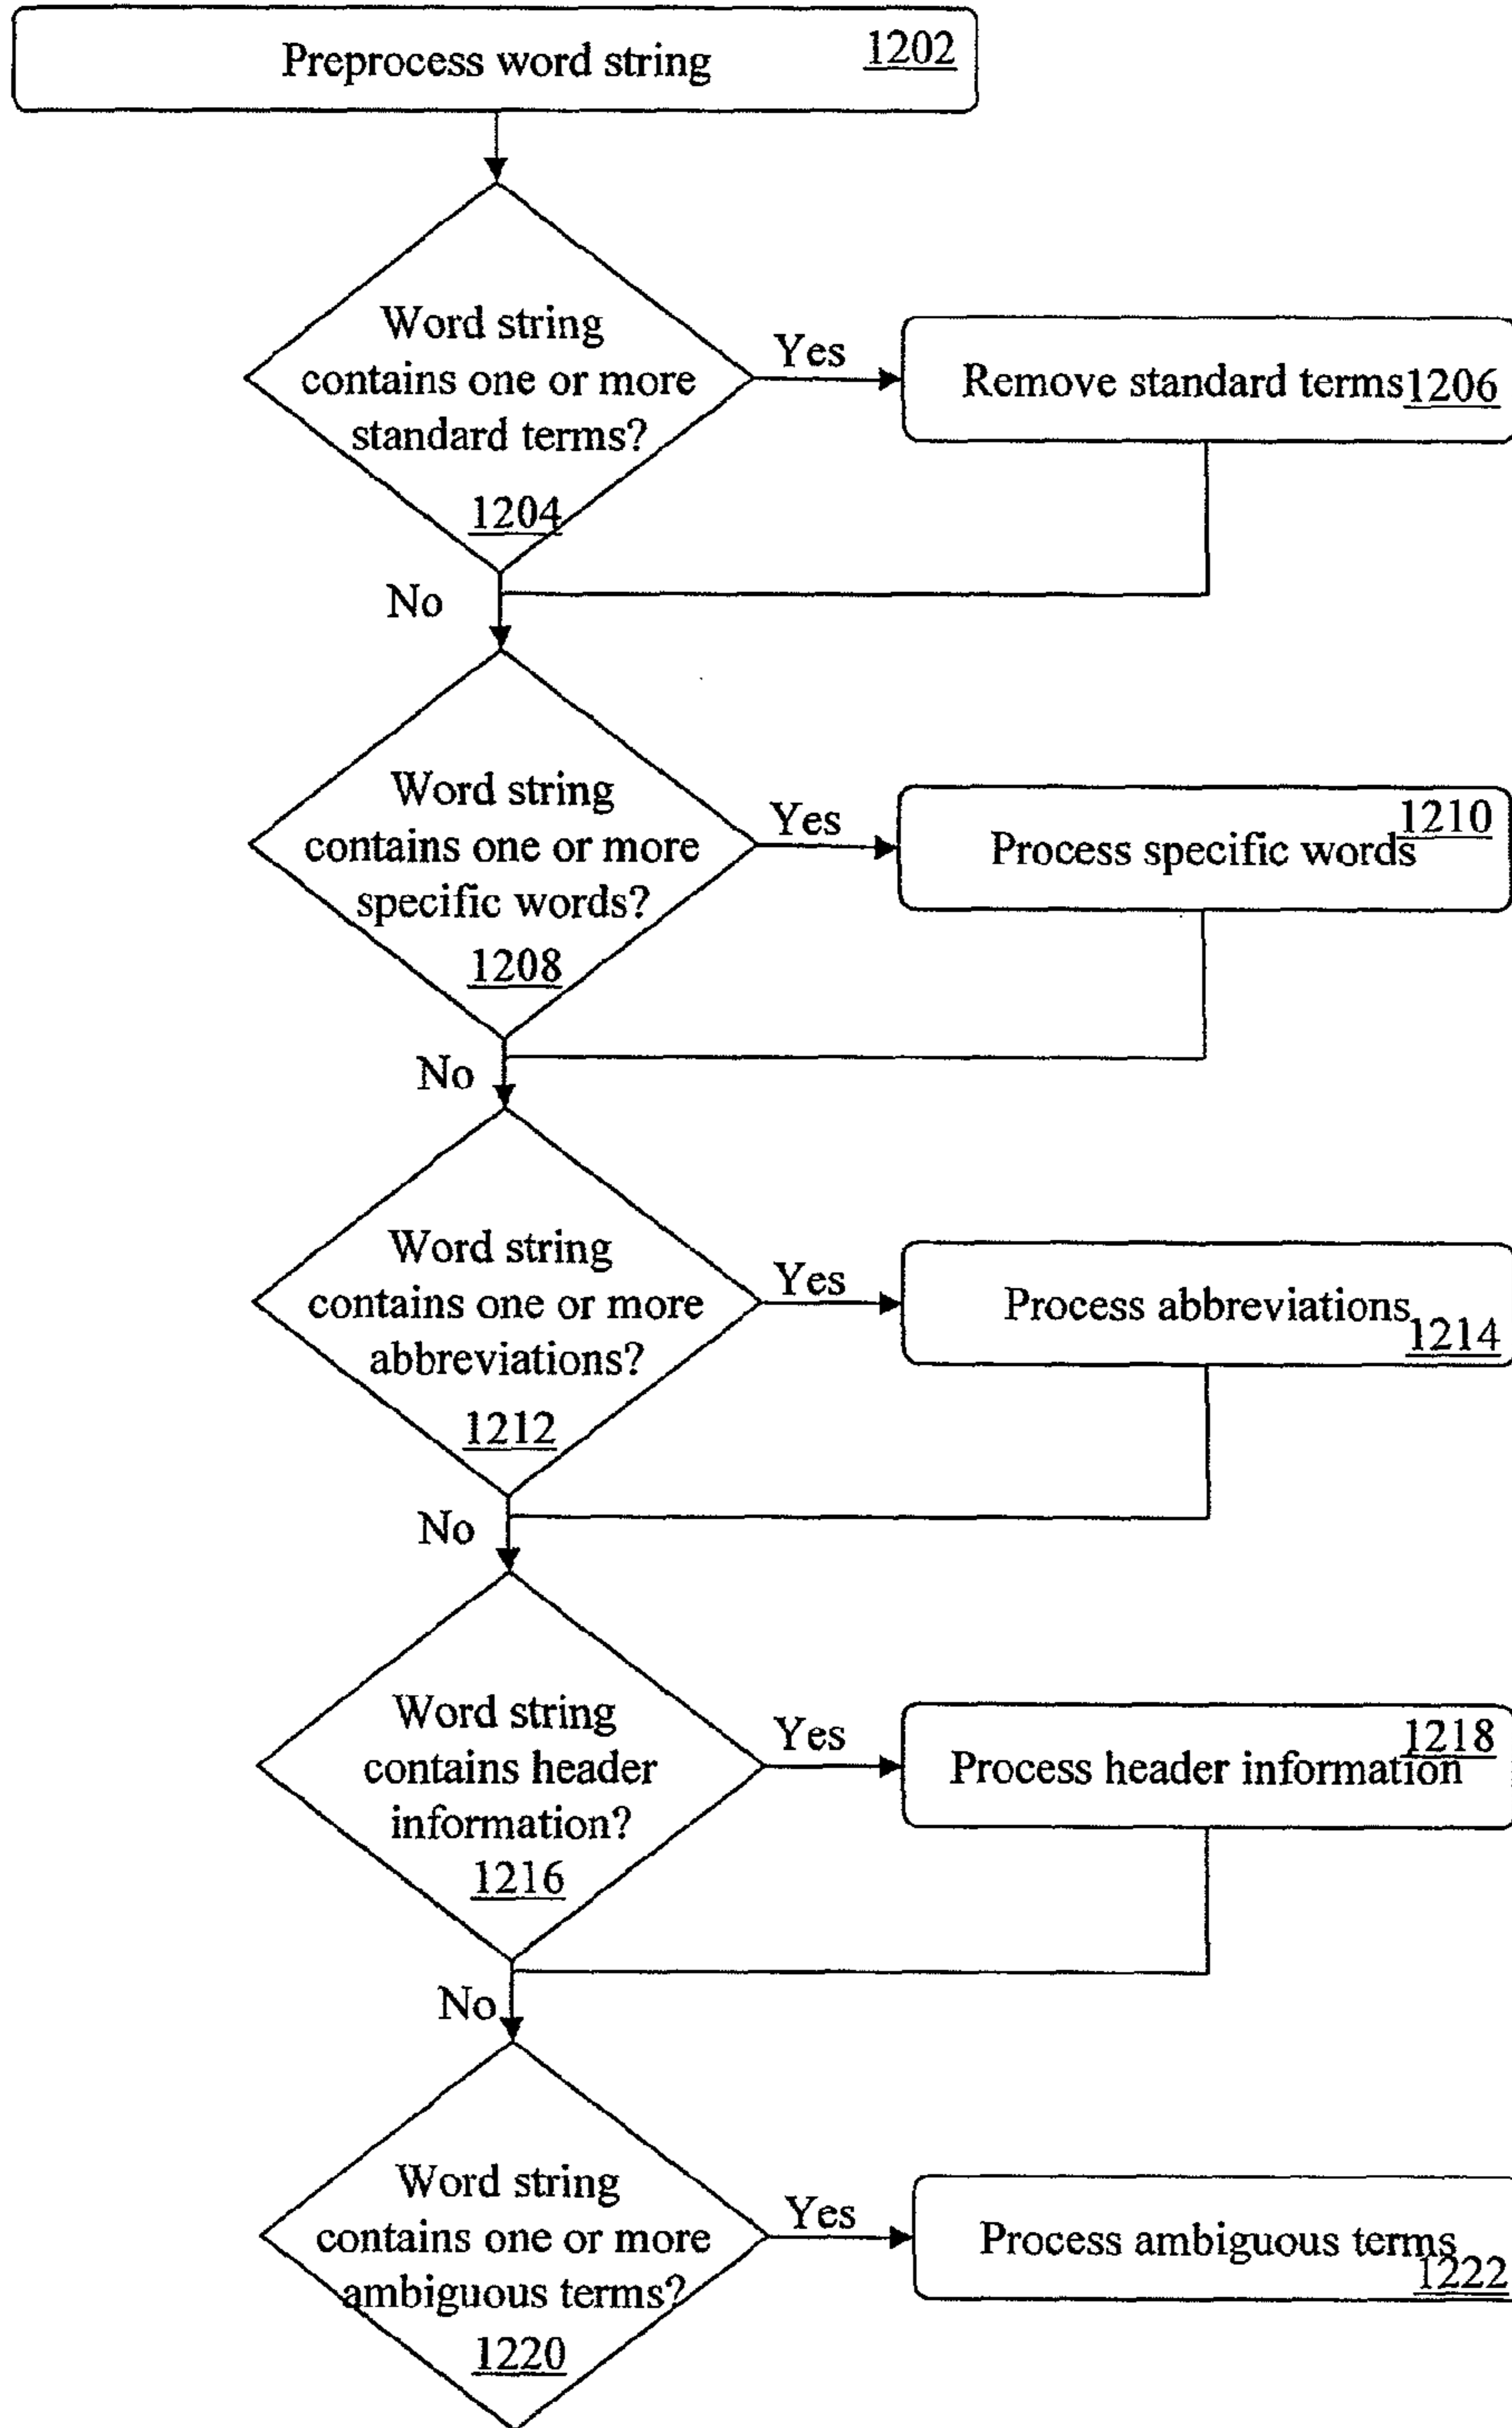 Preprocess word string 1202
Word string
contains one or more
standard terms?
1204
Yes
Remove standard terms 1206
No
Word string
contains one or more
specific words?
1208
Yes
1210
Process specific words
No
Word string
contains one or more
abbreviations?
1212
Yes
Process abbreviations
1214
No
Word string
contains header
information?
1216
Yes
1218
Process header information
No
Word string
contains one or more
ambiguous terms?
1220
Yes
Process ambiguous terms
1222